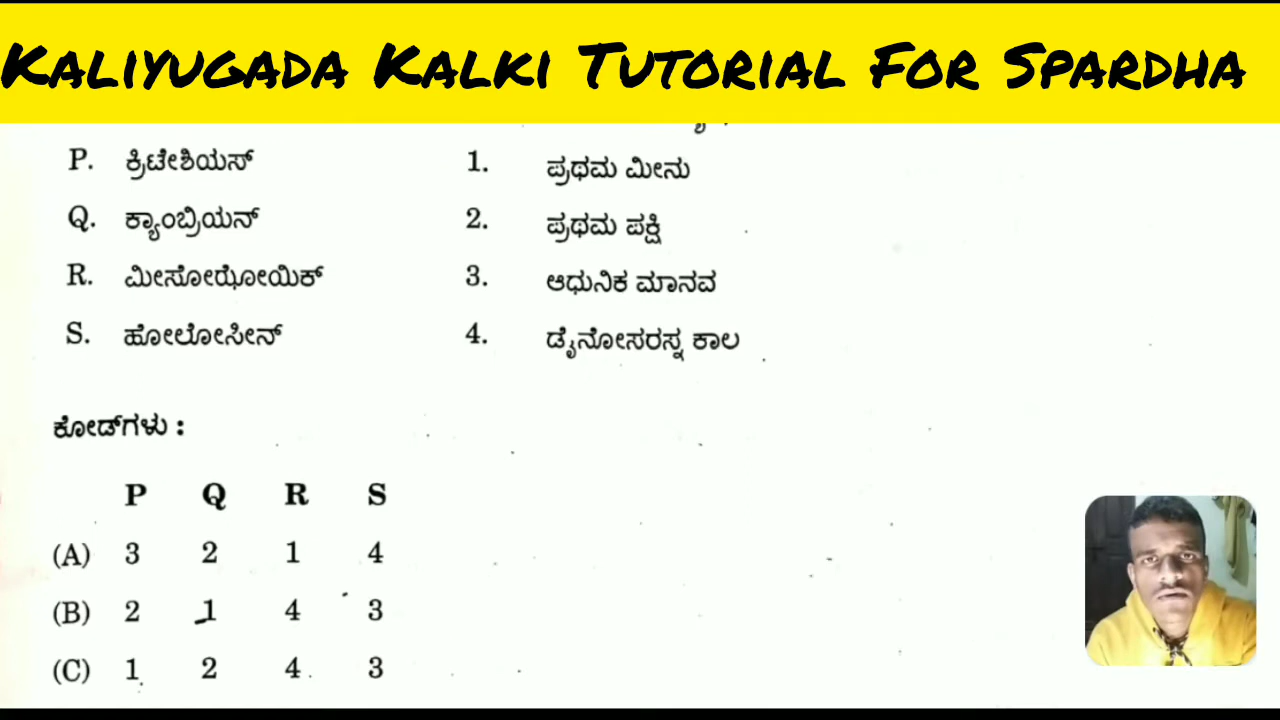 KALIYUGADA KALKI TUTORIAL FOR SPARDHA
P. ಕ್ರಿಟೇಶಿಯಸ್ 1. ಪ್ರಥಮ ಮೀನು
Q. ಕ್ಯಾಂಬ್ರಿಯನ್ 2. ಪ್ರಥಮ ಪಕ್ಷಿ
R. ಮೀಸೋಝೋಯಿಕ್ 3. ಆಧುನಿಕ ಮಾನವ
S. ಹೋಲೋಸೀನ್ 4. ಡೈನೋಸರಸ್ನ ಕಾಲ
ಕೋಡ್‌ಗಳು :
P Q R S
(A) 3 2 1 4
(B) 2 1 4 3
(C) 1 2 4 3